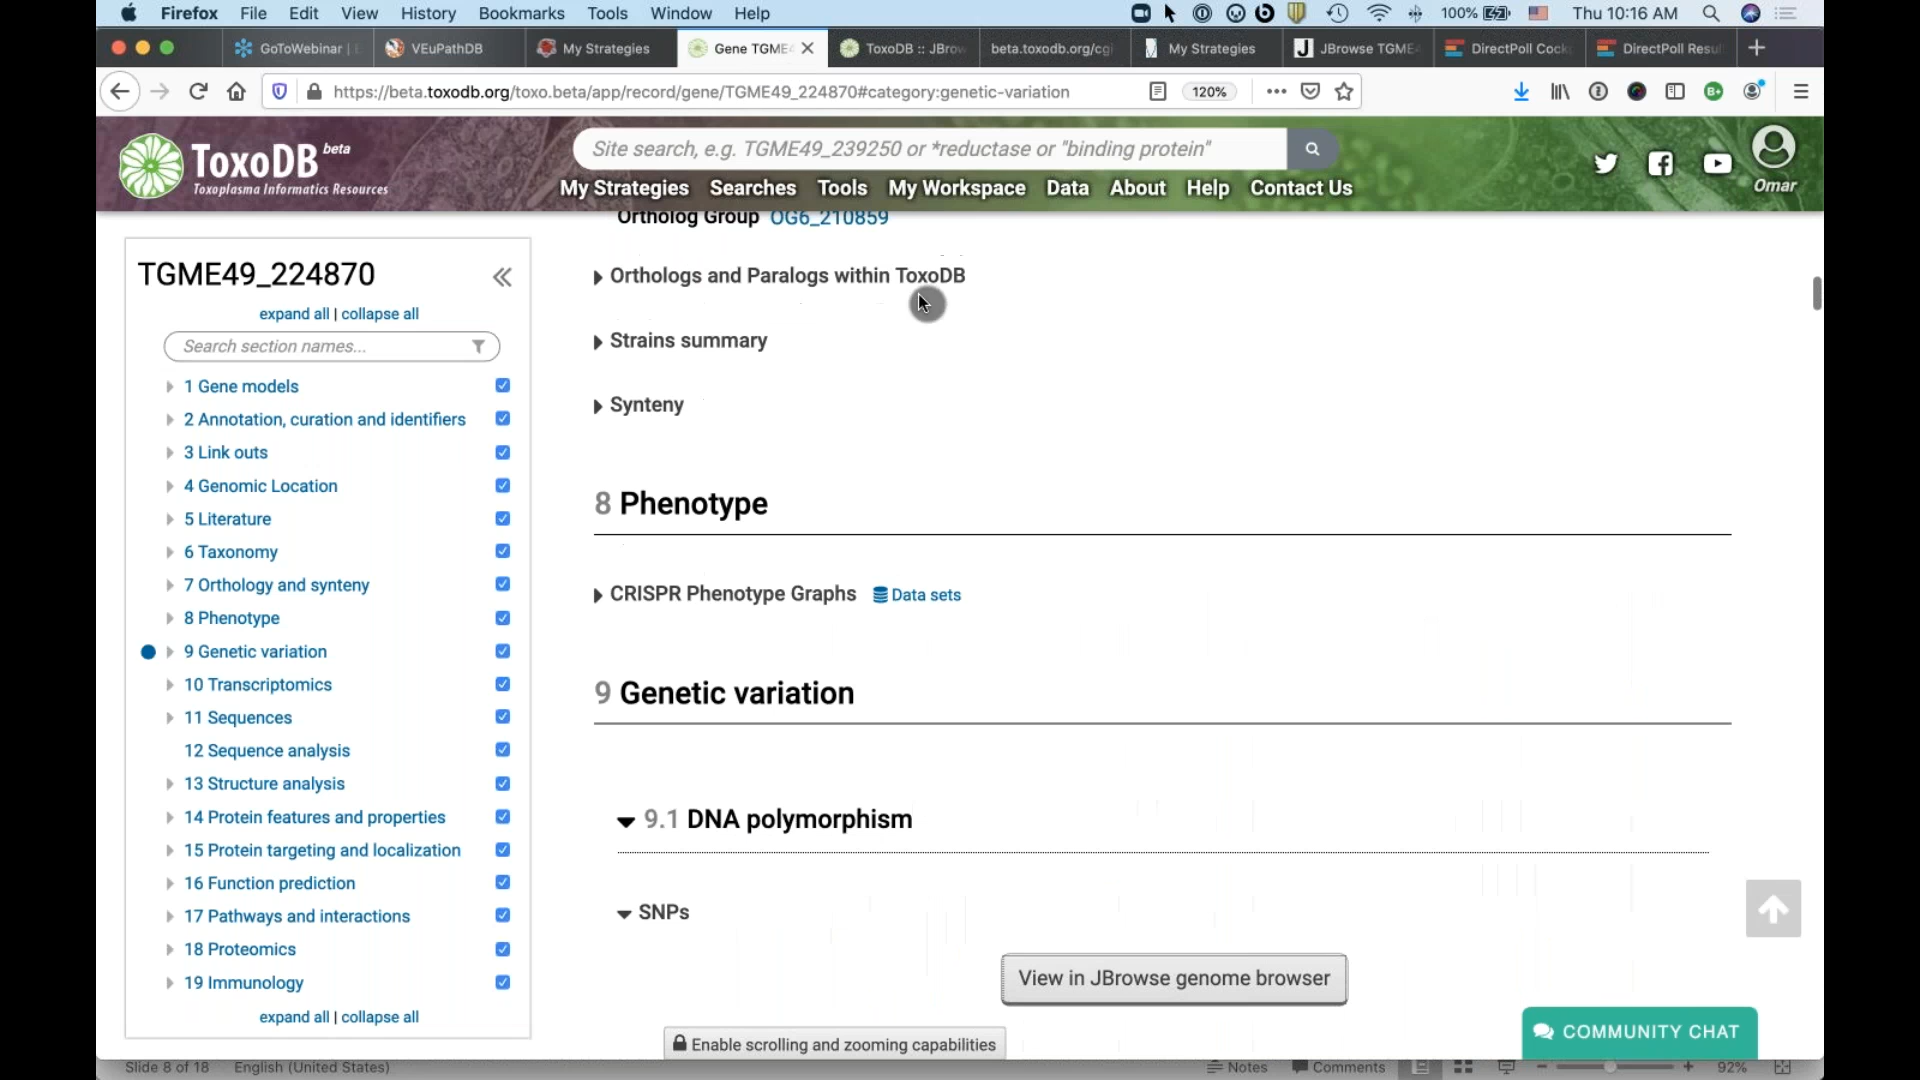 Firefox File Edit View History Bookmarks Tools Window Help 100% Thu 10:16 AM
GoToWebinar | VEuPathDB My Strategies Gene TGME4 ToxoDB :: JBrow beta.toxodb.org/cgi My Strategies JBrowse TGME4 DirectPoll Cock DirectPoll Resul
https://beta.toxodb.org/toxo.beta/app/record/gene/TGME49_224870#category:genetic-variation 120%
ToxoDB beta
Toxoplasma Informatics Resources
Site search, e.g. TGME49_239250 or *reductase or "binding protein"
My Strategies Searches Tools My Workspace Data About Help Contact Us
Omar
TGME49_224870
expand all | collapse all
Search section names...
1 Gene models
2 Annotation, curation and identifiers
3 Link outs
4 Genomic Location
5 Literature
6 Taxonomy
7 Orthology and synteny
8 Phenotype
9 Genetic variation
10 Transcriptomics
11 Sequences
12 Sequence analysis
13 Structure analysis
14 Protein features and properties
15 Protein targeting and localization
16 Function prediction
17 Pathways and interactions
18 Proteomics
19 Immunology
expand all | collapse all
Ortholog Group OG6_210859
Orthologs and Paralogs within ToxoDB
Strains summary
Synteny
8 Phenotype
CRISPR Phenotype Graphs Data sets
9 Genetic variation
9.1 DNA polymorphism
SNPs
View in JBrowse genome browser
Enable scrolling and zooming capabilities
COMMUNITY CHAT
Slide 8 of 18 English (United States) Notes Comments 92%